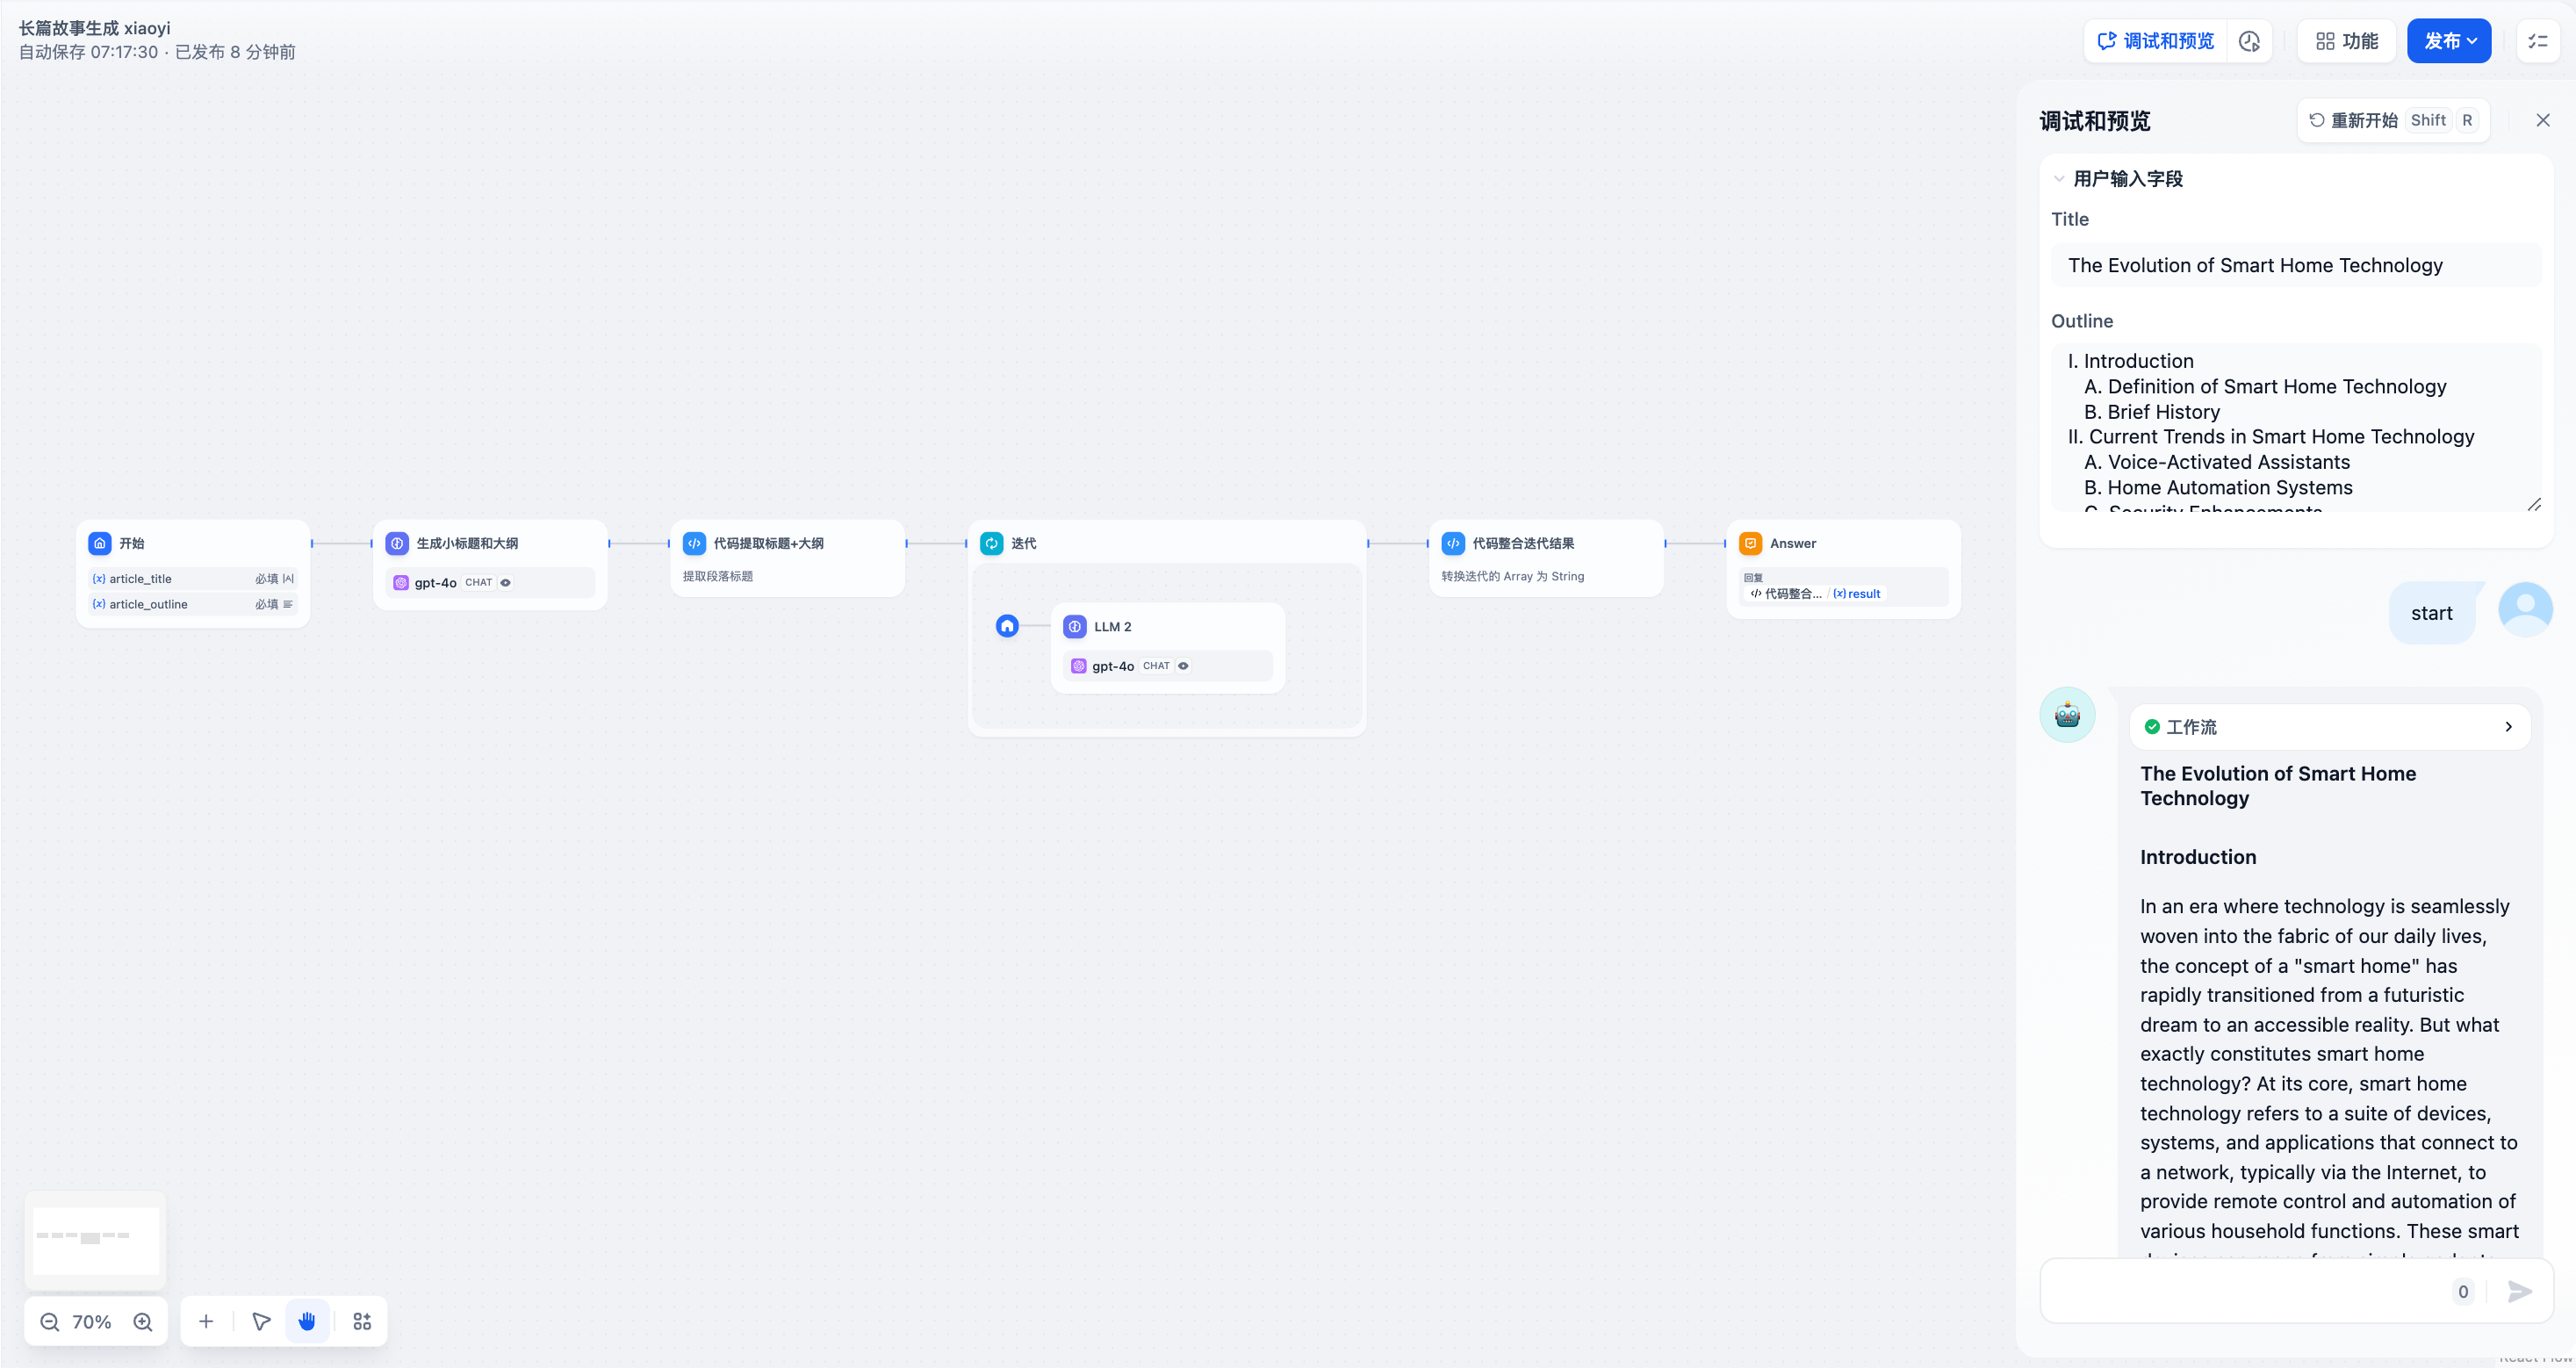 长篇故事生成 xiaoyi
自动保存 07:17:30 · 已发布 8 分钟前
调试和预览
功能
发布
开始
(x) article_title 必填
(x) article_outline 必填
生成小标题和大纲
gpt-4o CHAT
代码提取标题+大纲
提取段落标题
迭代
LLM 2
gpt-4o CHAT
代码整合迭代结果
转换迭代的 Array 为 String
Answer
回复
代码整合... / (x) result
70%
调试和预览
重新开始 Shift R
用户输入字段
Title
The Evolution of Smart Home Technology
Outline
I. Introduction
A. Definition of Smart Home Technology
B. Brief History
II. Current Trends in Smart Home Technology
A. Voice-Activated Assistants
B. Home Automation Systems
C. Security Enhancements
start
工作流
The Evolution of Smart Home
Technology
Introduction
In an era where technology is seamlessly
woven into the fabric of our daily lives,
the concept of a "smart home" has
rapidly transitioned from a futuristic
dream to an accessible reality. But what
exactly constitutes smart home
technology? At its core, smart home
technology refers to a suite of devices,
systems, and applications that connect to
a network, typically via the Internet, to
provide remote control and automation of
various household functions. These smart
0
React Flow